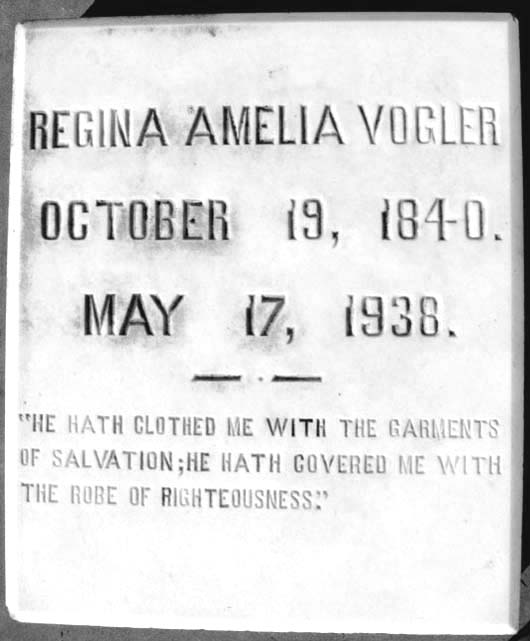 REGINA AMELIA VOGLER
OCTOBER 19, 1840.
MAY 17, 1938.
"HE HATH CLOTHED ME WITH THE GARMENTS
OF SALVATION; HE HATH COVERED ME WITH
THE ROBE OF RIGHTEOUSNESS."